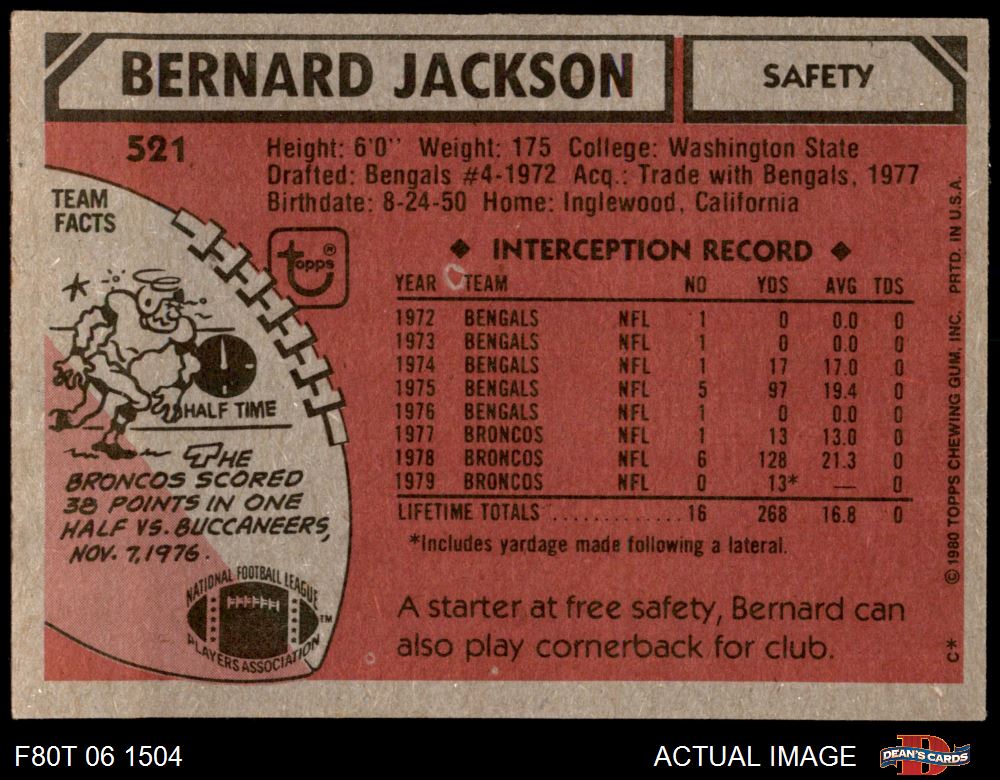 BERNARD JACKSON
SAFETY
521
Height: 6'0" Weight: 175 College: Washington State
Drafted: Bengals #4-1972 Acq.: Trade with Bengals, 1977
Birthdate: 8-24-50 Home: Inglewood, California
TEAM
FACTS
topps®
HALF TIME
THE
BRONCOS SCORED
38 POINTS IN ONE
HALF VS. BUCCANEERS,
NOV. 7, 1976.
NATIONAL FOOTBALL LEAGUE
PLAYERS ASSOCIATION™
◆ INTERCEPTION RECORD ◆
YEAR TEAM NO YDS AVG TDS
1972 BENGALS NFL 1 0 0.0 0
1973 BENGALS NFL 1 0 0.0 0
1974 BENGALS NFL 1 17 17.0 0
1975 BENGALS NFL 5 97 19.4 0
1976 BENGALS NFL 1 0 0.0 0
1977 BRONCOS NFL 1 13 13.0 0
1978 BRONCOS NFL 6 128 21.3 0
1979 BRONCOS NFL 0 13* — 0
LIFETIME TOTALS ............ 16 268 16.8 0
*Includes yardage made following a lateral.
A starter at free safety, Bernard can
also play cornerback for club.
© 1980 TOPPS CHEWING GUM, INC. PRTD. IN U.S.A.
C*
F80T 06 1504
ACTUAL IMAGE
DEAN'S CARDS